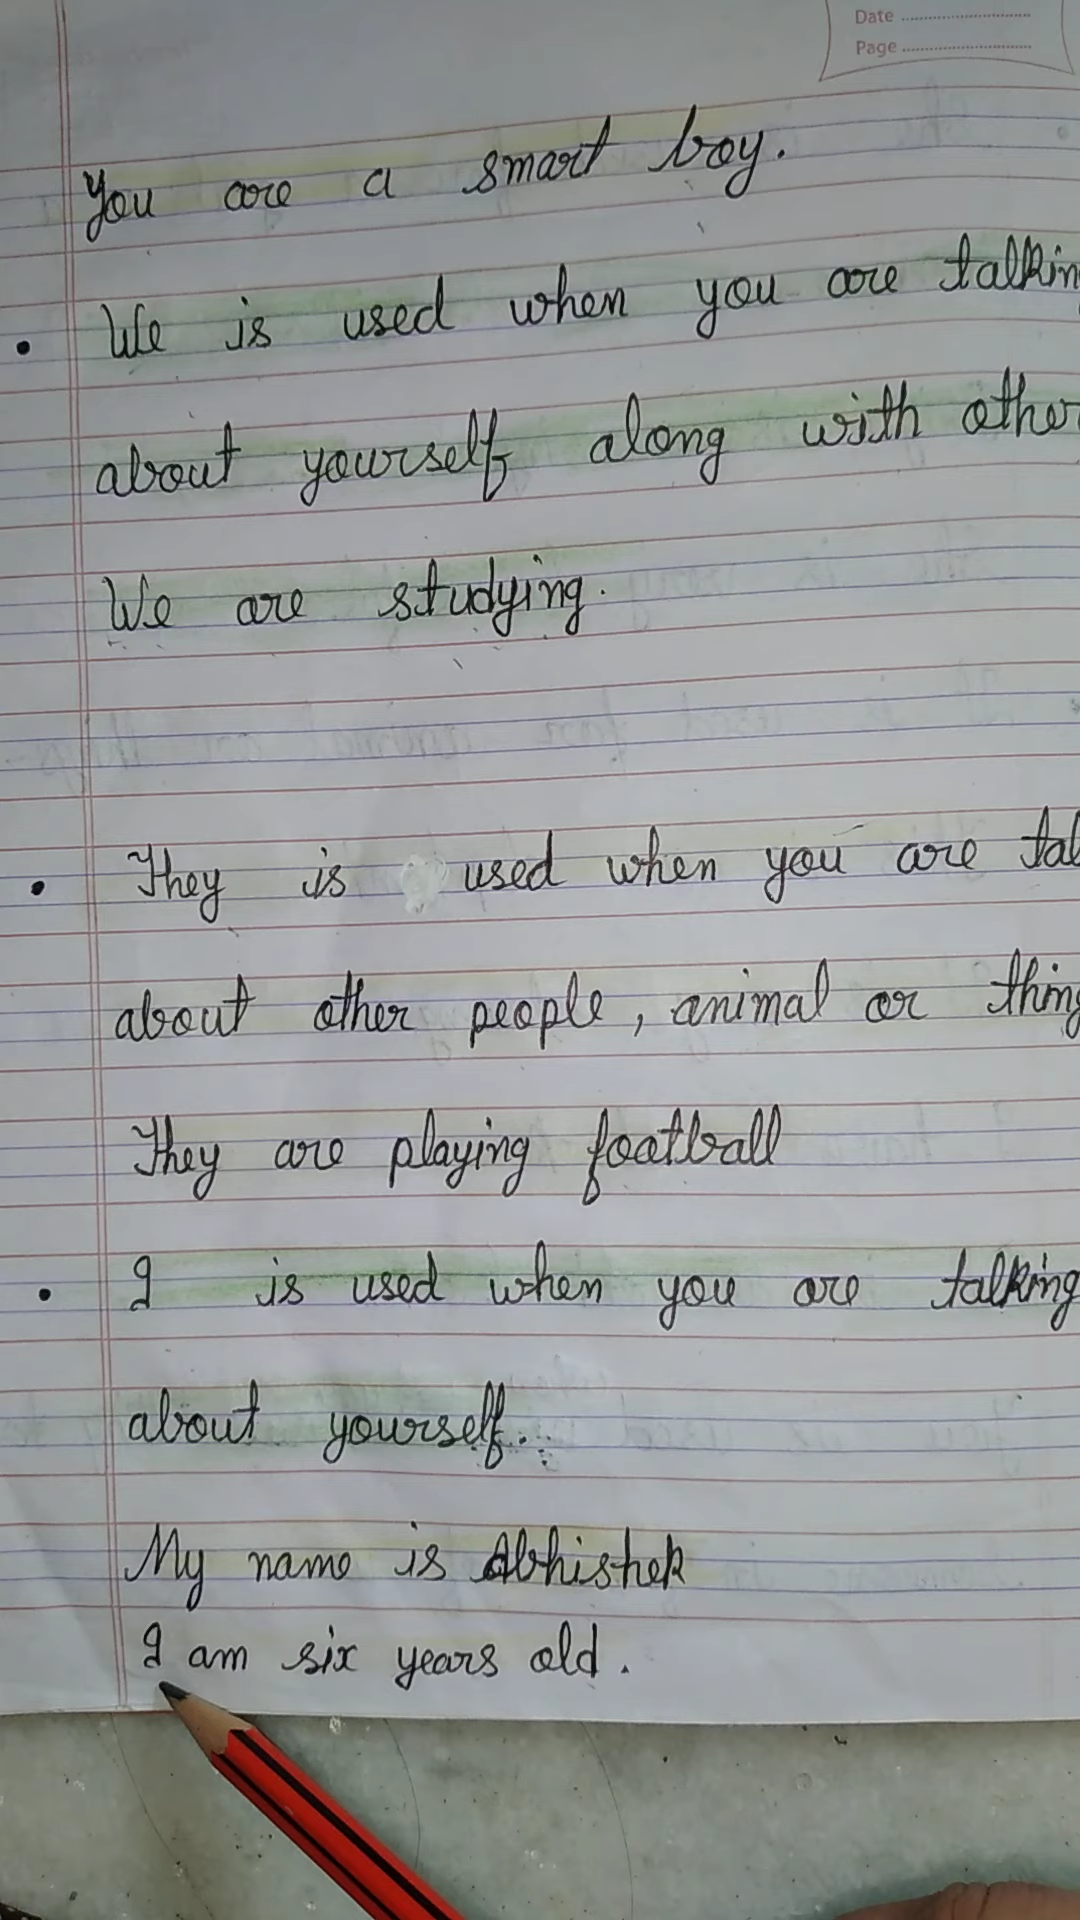 Date
Page
You are a smart boy.
• We is used when you are talkin
about yourself along with other
We are studying.
• They is used when you are tal
about other people, animal or thing
They are playing football
• I is used when you are talking
about yourself.
My name is Abhishek
I am six years old.